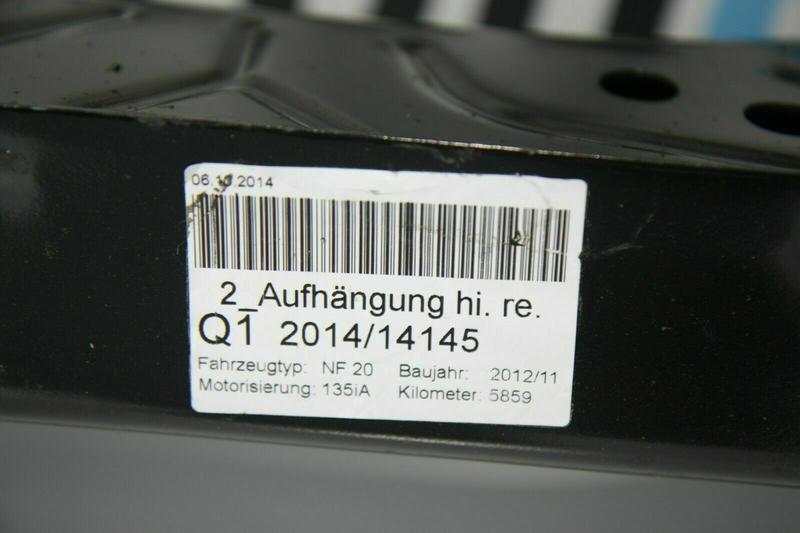 06.10.2014
2_Aufhängung hi. re.
Q1 2014/14145
Fahrzeugtyp: NF 20 Baujahr: 2012/11
Motorisierung: 135iA Kilometer: 5859